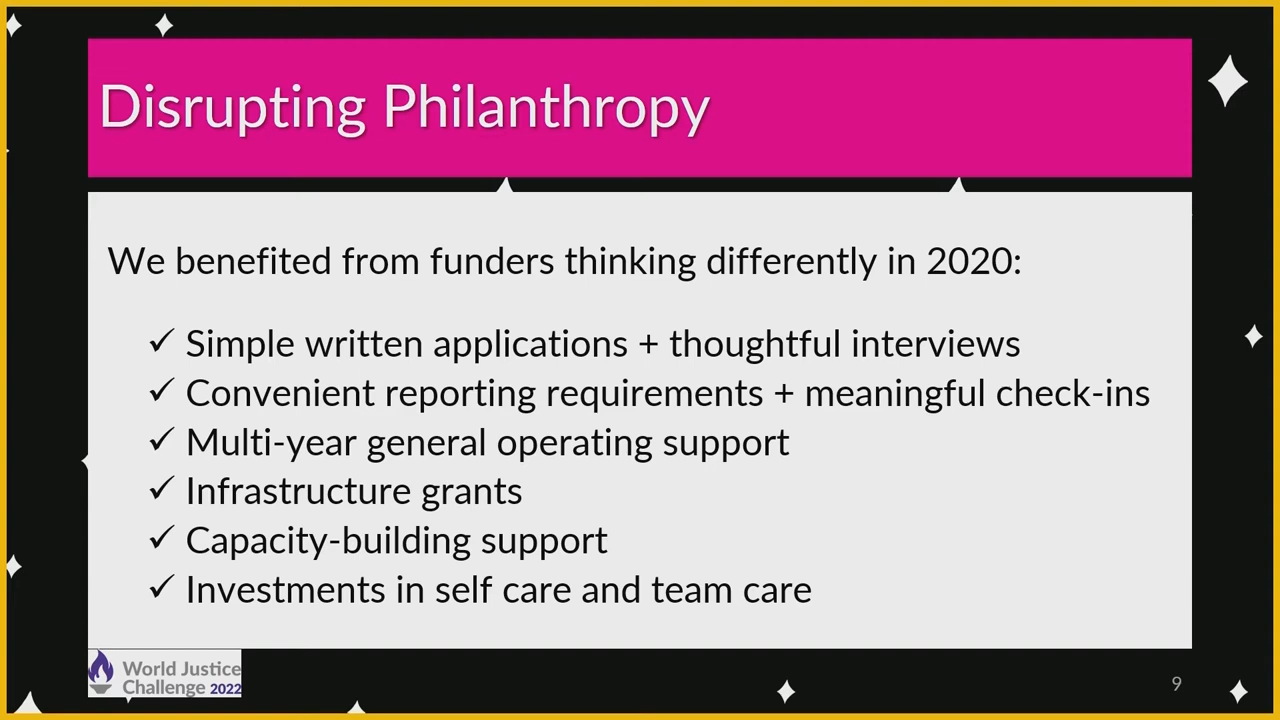 Disrupting Philanthropy
We benefited from funders thinking differently in 2020:
✓ Simple written applications + thoughtful interviews
✓ Convenient reporting requirements + meaningful check-ins
✓ Multi-year general operating support
✓ Infrastructure grants
✓ Capacity-building support
✓ Investments in self care and team care
World Justice
Challenge 2022
9